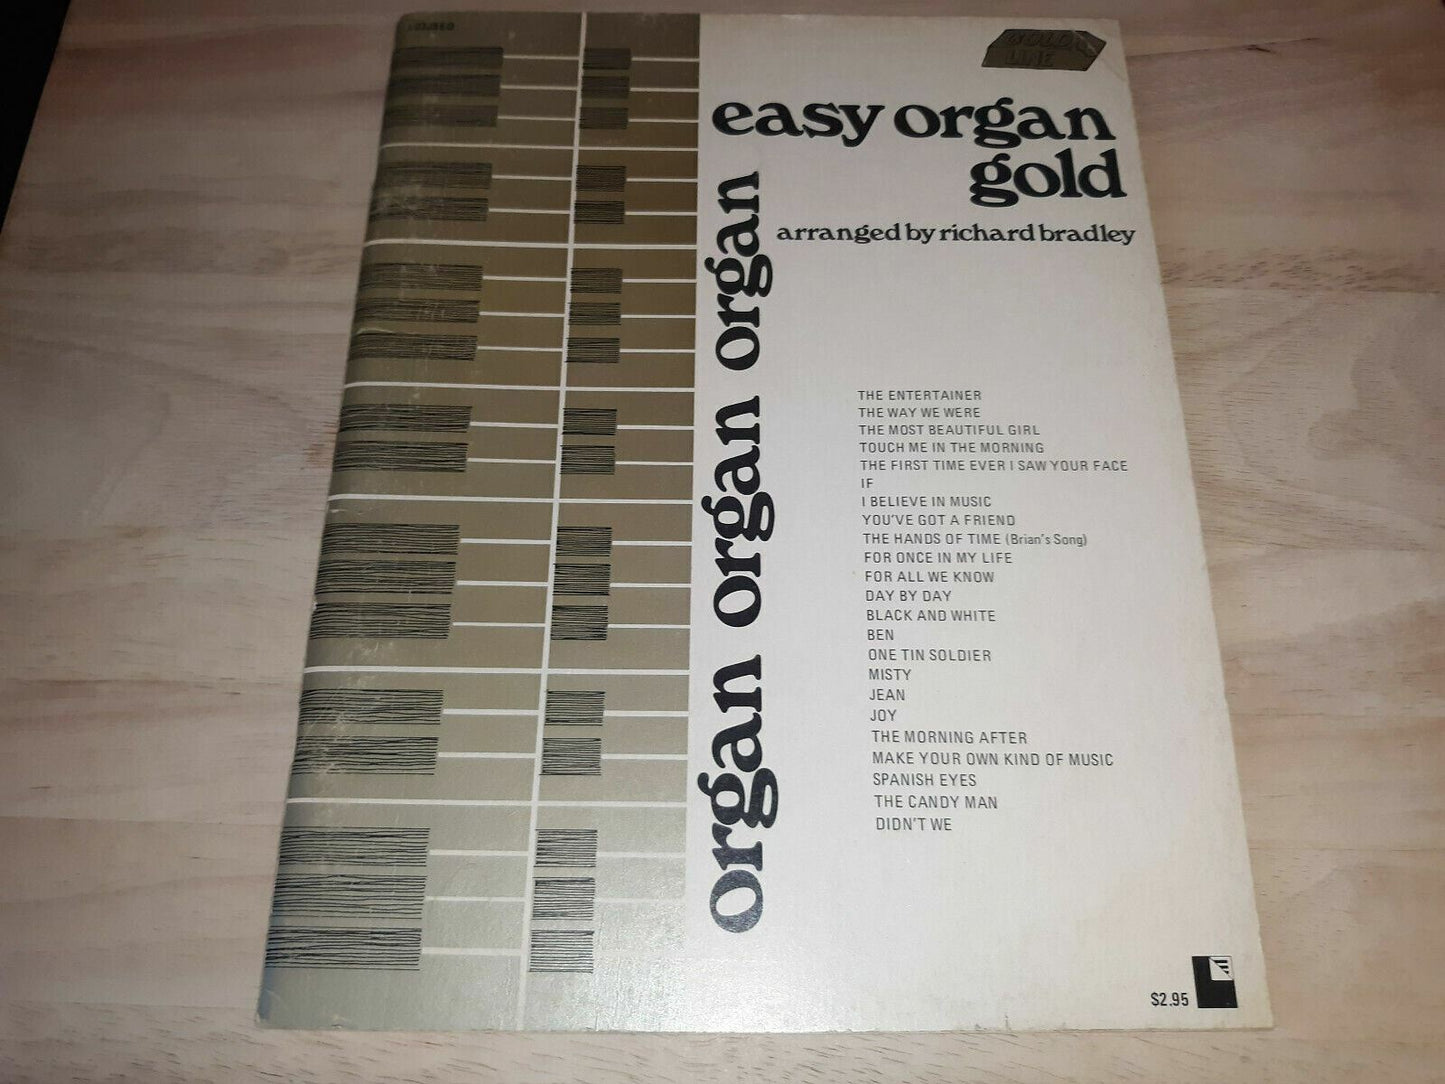 GOLD
LINE
easy organ
gold
arranged by richard bradley
organ organ organ organ
THE ENTERTAINER
THE WAY WE WERE
THE MOST BEAUTIFUL GIRL
TOUCH ME IN THE MORNING
THE FIRST TIME EVER I SAW YOUR FACE
IF
I BELIEVE IN MUSIC
YOU'VE GOT A FRIEND
THE HANDS OF TIME (Brian's Song)
FOR ONCE IN MY LIFE
FOR ALL WE KNOW
DAY BY DAY
BLACK AND WHITE
BEN
ONE TIN SOLDIER
MISTY
JEAN
JOY
THE MORNING AFTER
MAKE YOUR OWN KIND OF MUSIC
SPANISH EYES
THE CANDY MAN
DIDN'T WE
$2.95